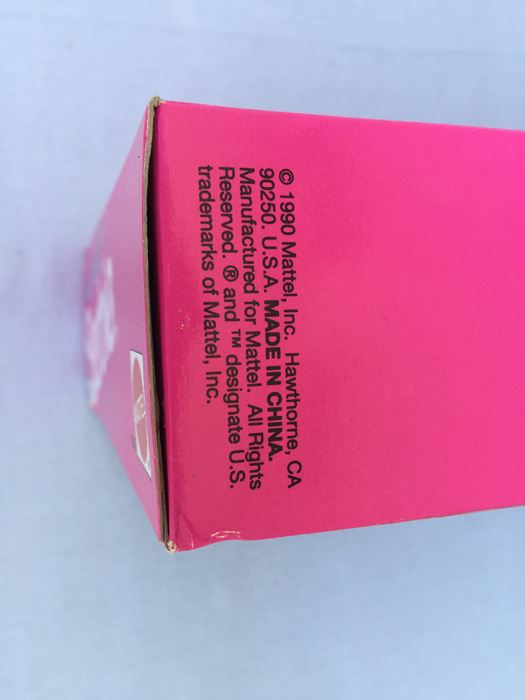 © 1990 Mattel, Inc. Hawthorne, CA
90250. U.S.A. MADE IN CHINA.
Manufactured for Mattel. All Rights
Reserved. ® and ™ designate U.S.
trademarks of Mattel, Inc.